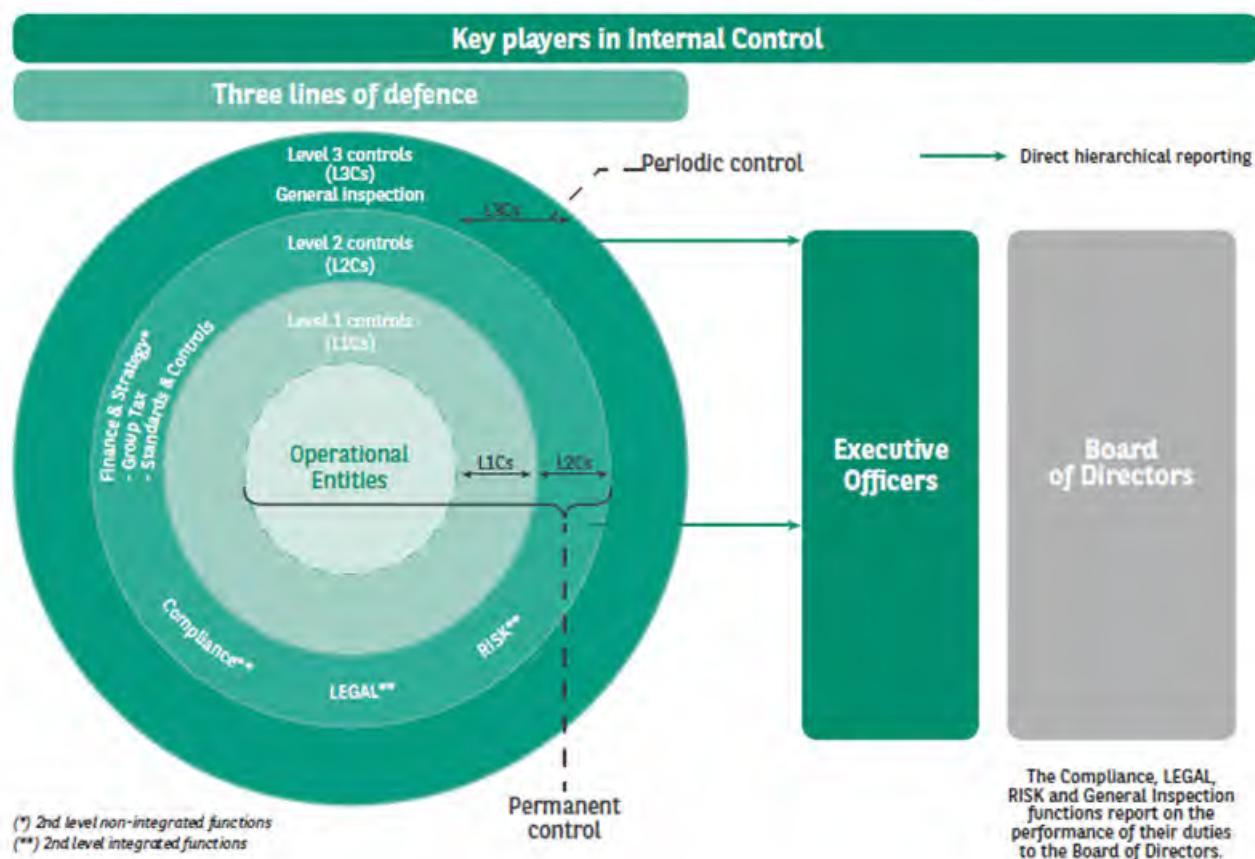 Key players in Internal Control
Three lines of defence
Level 3 controls
(L3Cs)
General inspection
Periodic control
Direct hierarchical reporting
L3Cs
Level 2 controls
(L2Cs)
Level 1 controls
(L1Cs)
Finance & Strategy*
- Group Tax
- Standards & Controls
Operational
Entities
L1Cs
L2Cs
Executive
Officers
Board
of Directors
Compliance**
LEGAL**
RISK**
Permanent
control
(*) 2nd level non-integrated functions
(**) 2nd level integrated functions
The Compliance, LEGAL,
RISK and General Inspection
functions report on the
performance of their duties
to the Board of Directors.